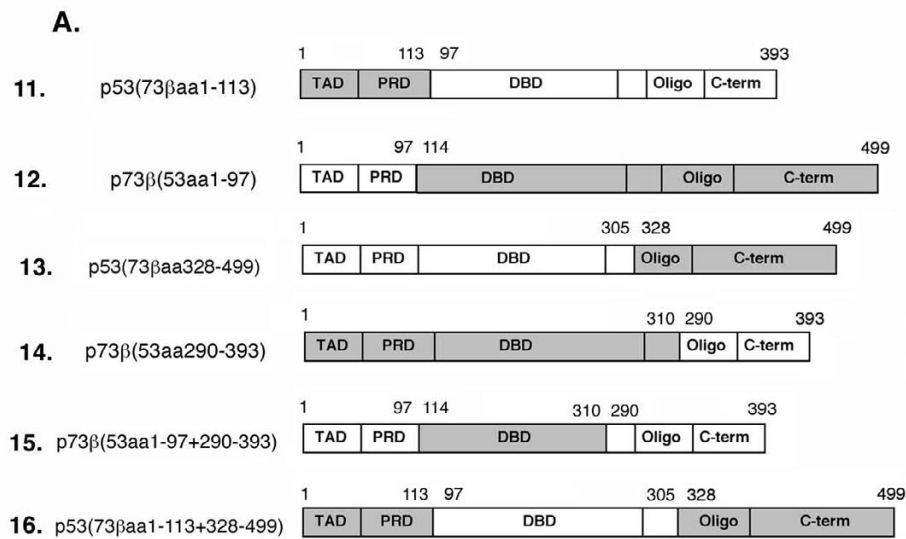 A.
1 113 97 393
11. p53(73βaa1-113) TAD PRD DBD Oligo C-term
1 97 114 499
12. p73β(53aa1-97) TAD PRD DBD Oligo C-term
1 305 328 499
13. p53(73βaa328-499) TAD PRD DBD Oligo C-term
1 310 290 393
14. p73β(53aa290-393) TAD PRD DBD Oligo C-term
1 97 114 310 290 393
15. p73β(53aa1-97+290-393) TAD PRD DBD Oligo C-term
1 113 97 305 328 499
16. p53(73βaa1-113+328-499) TAD PRD DBD Oligo C-term